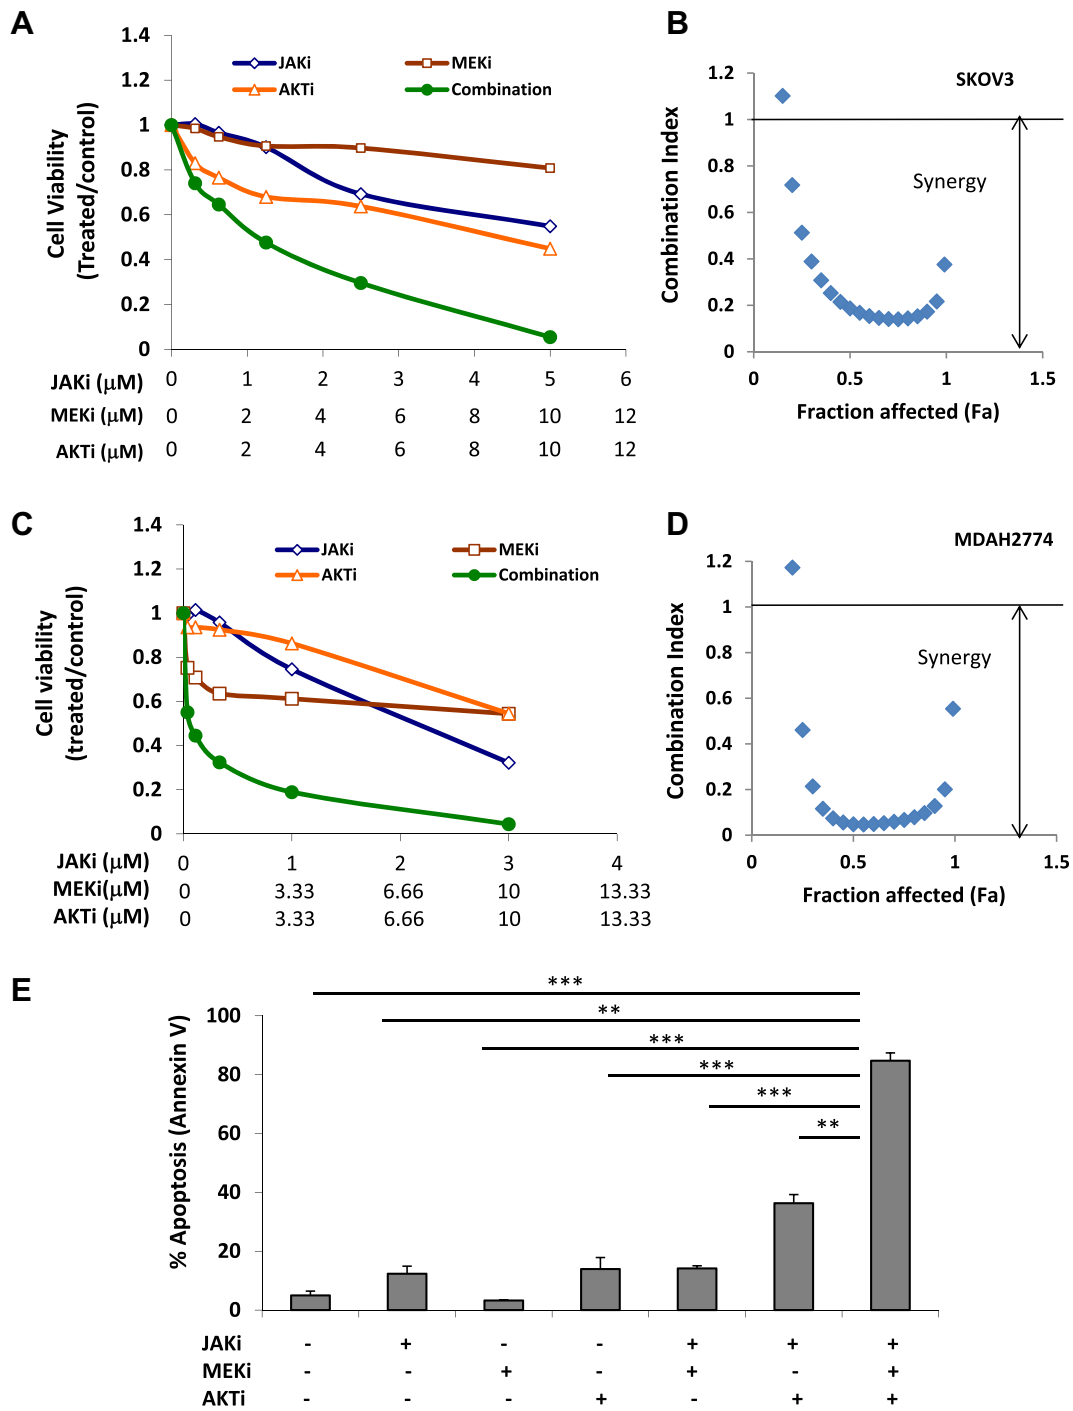 A
1.4
1.2
1
0.8
0.6
0.4
0.2
0
Cell Viability
(Treated/control)
JAKi
MEKi
AKTi
Combination
JAKi (μM) 0 1 2 3 4 5 6
MEKi (μM) 0 2 4 6 8 10 12
AKTi (μM) 0 2 4 6 8 10 12
B
1.2
1
0.8
0.6
0.4
0.2
0
Combination Index
SKOV3
Synergy
0 0.5 1 1.5
Fraction affected (Fa)
C
1.4
1.2
1
0.8
0.6
0.4
0.2
0
Cell viability
(treated/control)
JAKi
MEKi
AKTi
Combination
JAKi (μM) 0 1 2 3 4
MEKi(μM) 0 3.33 6.66 10 13.33
AKTi (μM) 0 3.33 6.66 10 13.33
D
1.2
1
0.8
0.6
0.4
0.2
0
Combination Index
MDAH2774
Synergy
0 0.5 1 1.5
Fraction affected (Fa)
E
100
80
60
40
20
0
% Apoptosis (Annexin V)
***
**
***
***
***
**
JAKi - + - - + + +
MEKi - - + - + - +
AKTi - - - + - + +